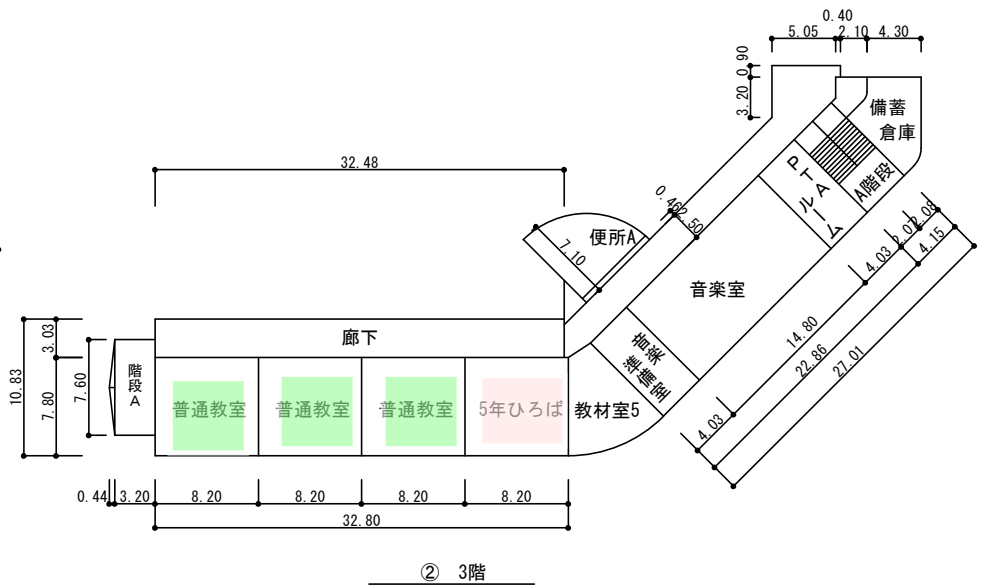 0.40
5.05
2.10
4.30
0.90
3.20
備蓄
倉庫
32.48
PTAルーム
A階段
0.46
2.50
便所A
7.10
2.08
2.07
4.15
4.03
音楽室
10.83
3.03
7.80
7.60
廊下
階段A
音楽
準備室
14.80
22.86
27.01
普通教室
普通教室
普通教室
5年ひろば
教材室5
4.03
0.44
3.20
8.20
8.20
8.20
8.20
32.80
② 3階